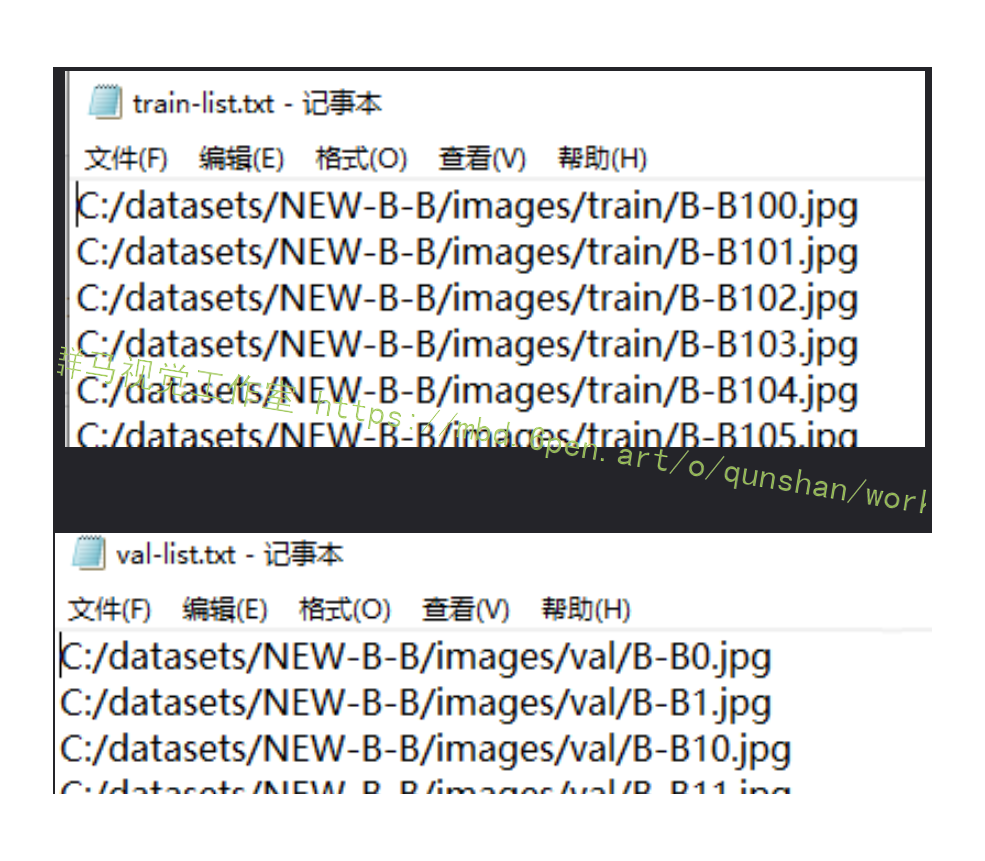 train-list.txt - 记事本
文件(F) 编辑(E) 格式(O) 查看(V) 帮助(H)
C:/datasets/NEW-B-B/images/train/B-B100.jpg
C:/datasets/NEW-B-B/images/train/B-B101.jpg
C:/datasets/NEW-B-B/images/train/B-B102.jpg
C:/datasets/NEW-B-B/images/train/B-B103.jpg
C:/datasets/NEW-B-B/images/train/B-B104.jpg
C:/datasets/NEW-B-B/images/train/B-B105.jpg
群马视觉工作室 https://mbd.6pen.art/o/qunshan/work
val-list.txt - 记事本
文件(F) 编辑(E) 格式(O) 查看(V) 帮助(H)
C:/datasets/NEW-B-B/images/val/B-B0.jpg
C:/datasets/NEW-B-B/images/val/B-B1.jpg
C:/datasets/NEW-B-B/images/val/B-B10.jpg
C:/datasets/NEW-B-B/images/val/B-B11.jpg